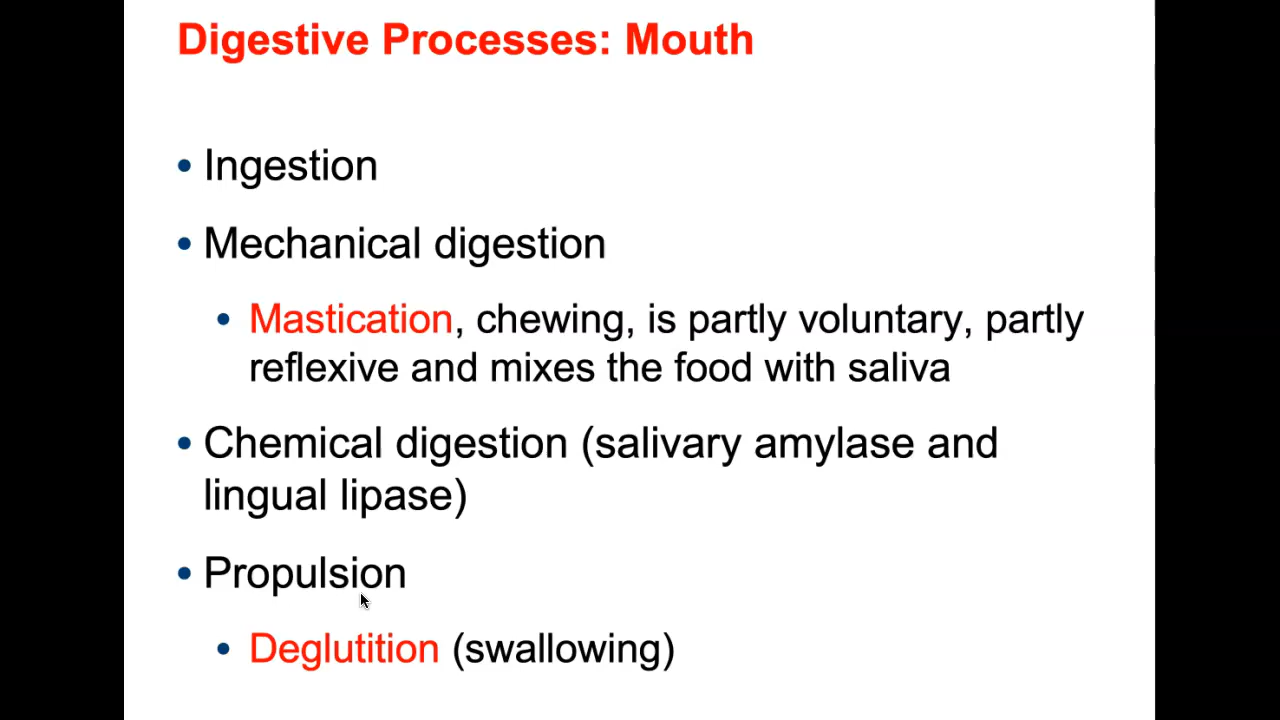 Digestive Processes: Mouth
• Ingestion
• Mechanical digestion
• Mastication, chewing, is partly voluntary, partly
reflexive and mixes the food with saliva
• Chemical digestion (salivary amylase and
lingual lipase)
• Propulsion
• Deglutition (swallowing)